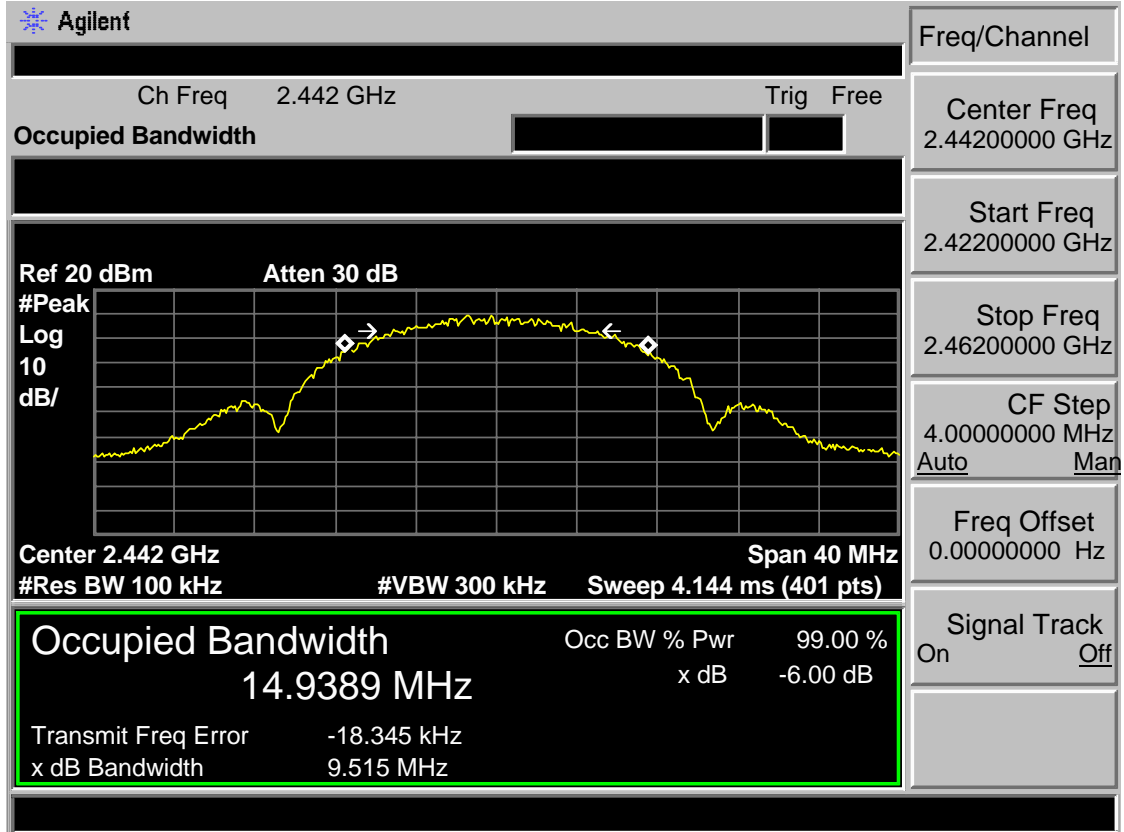 Agilent
Freq/Channel
Ch Freq 2.442 GHz Trig Free
Occupied Bandwidth
Center Freq
2.44200000 GHz
Start Freq
2.42200000 GHz
Stop Freq
2.46200000 GHz
CF Step
4.00000000 MHz
Auto Man
Freq Offset
0.00000000 Hz
Signal Track
On Off
Ref 20 dBm Atten 30 dB
#Peak
Log
10
dB/
Center 2.442 GHz Span 40 MHz
#Res BW 100 kHz #VBW 300 kHz Sweep 4.144 ms (401 pts)
Occupied Bandwidth Occ BW % Pwr 99.00 %
14.9389 MHz x dB -6.00 dB
Transmit Freq Error -18.345 kHz
x dB Bandwidth 9.515 MHz